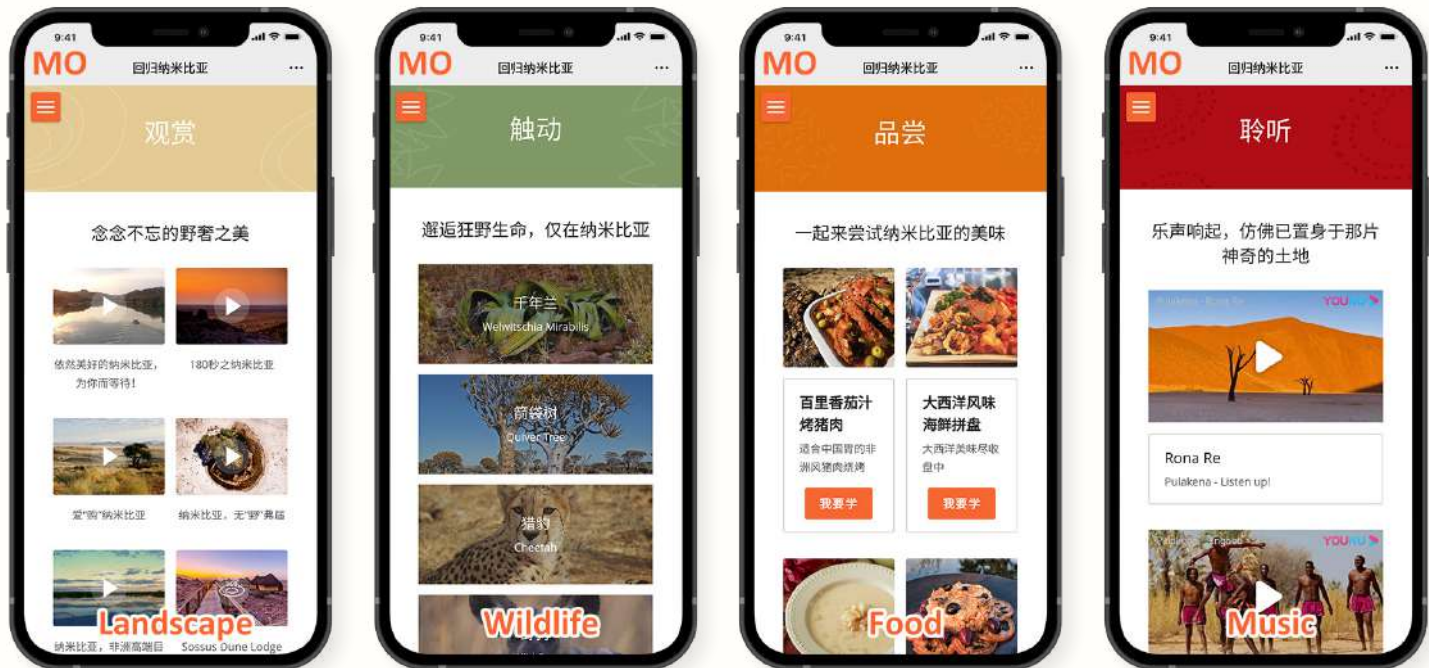 9:41
MO
回归纳米比亚
观赏
念念不忘的野奢之美
依然美好的纳米比亚，
为你而等待！
180秒之纳米比亚
爱“购”纳米比亚
纳米比亚，无“野”弗届
纳米比亚，非洲高端目
Sossus Dune Lodge
Landscape
9:41
MO
回归纳米比亚
触动
邂逅狂野生命，仅在纳米比亚
千年兰
Welwitschia Mirabilis
箭袋树
Quiver Tree
猎豹
Cheetah
Wildlife
9:41
MO
回归纳米比亚
品尝
一起来尝试纳米比亚的美味
百里香茄汁
烤猪肉
适合中国胃的非
洲风猪肉烧烤
我要学
大西洋风味
海鲜拼盘
大西洋美味尽收
盘中
我要学
Food
9:41
MO
回归纳米比亚
聆听
乐声响起，仿佛已置身于那片
神奇的土地
Pulakena - Rona Re
YOUKU
Rona Re
Pulakena - Listen up!
YOUKU
Music